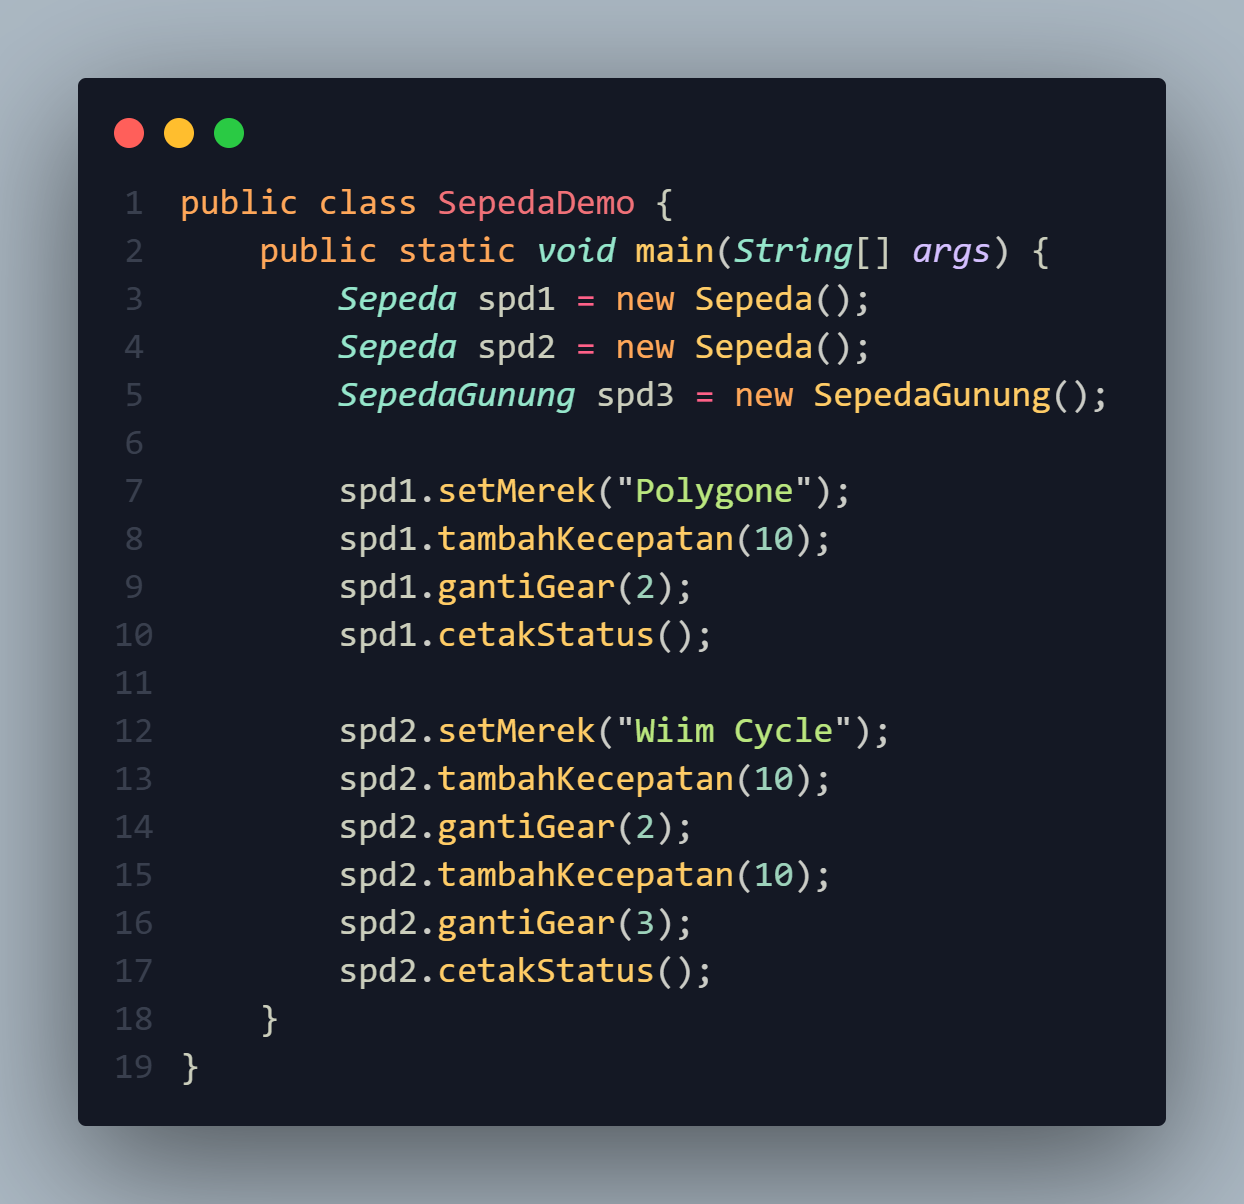 1 public class SepedaDemo {
2     public static void main(String[] args) {
3         Sepeda spd1 = new Sepeda();
4         Sepeda spd2 = new Sepeda();
5         SepedaGunung spd3 = new SepedaGunung();
6
7         spd1.setMerek("Polygone");
8         spd1.tambahKecepatan(10);
9         spd1.gantiGear(2);
10         spd1.cetakStatus();
11
12         spd2.setMerek("Wiim Cycle");
13         spd2.tambahKecepatan(10);
14         spd2.gantiGear(2);
15         spd2.tambahKecepatan(10);
16         spd2.gantiGear(3);
17         spd2.cetakStatus();
18     }
19 }